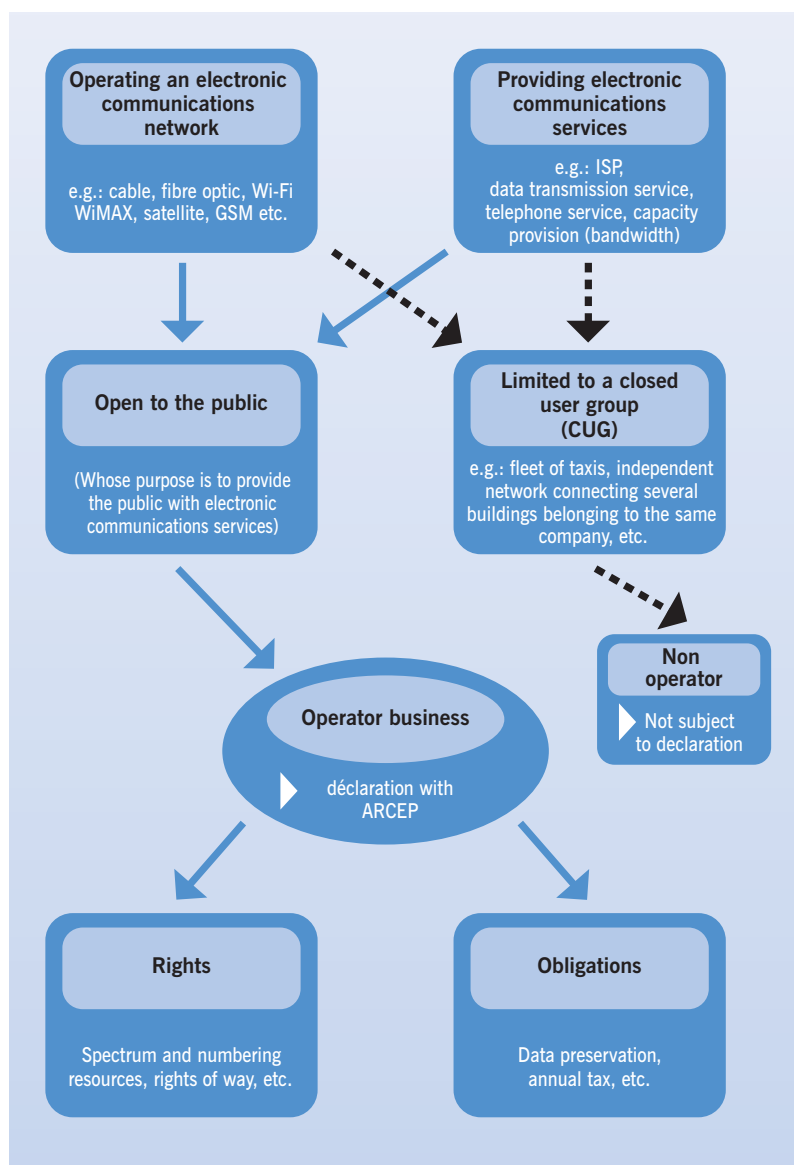 Operating an electronic
communications
network
e.g.: cable, fibre optic, Wi-Fi
WiMAX, satellite, GSM etc.
Providing electronic
communications
services
e.g.: ISP,
data transmission service,
telephone service, capacity
provision (bandwidth)
Open to the public
(Whose purpose is to provide
the public with electronic
communications services)
Limited to a closed
user group
(CUG)
e.g.: fleet of taxis, independent
network connecting several
buildings belonging to the same
company, etc.
Non
operator
Not subject
to declaration
Operator business
déclaration with
ARCEP
Rights
Spectrum and numbering
resources, rights of way, etc.
Obligations
Data preservation,
annual tax, etc.